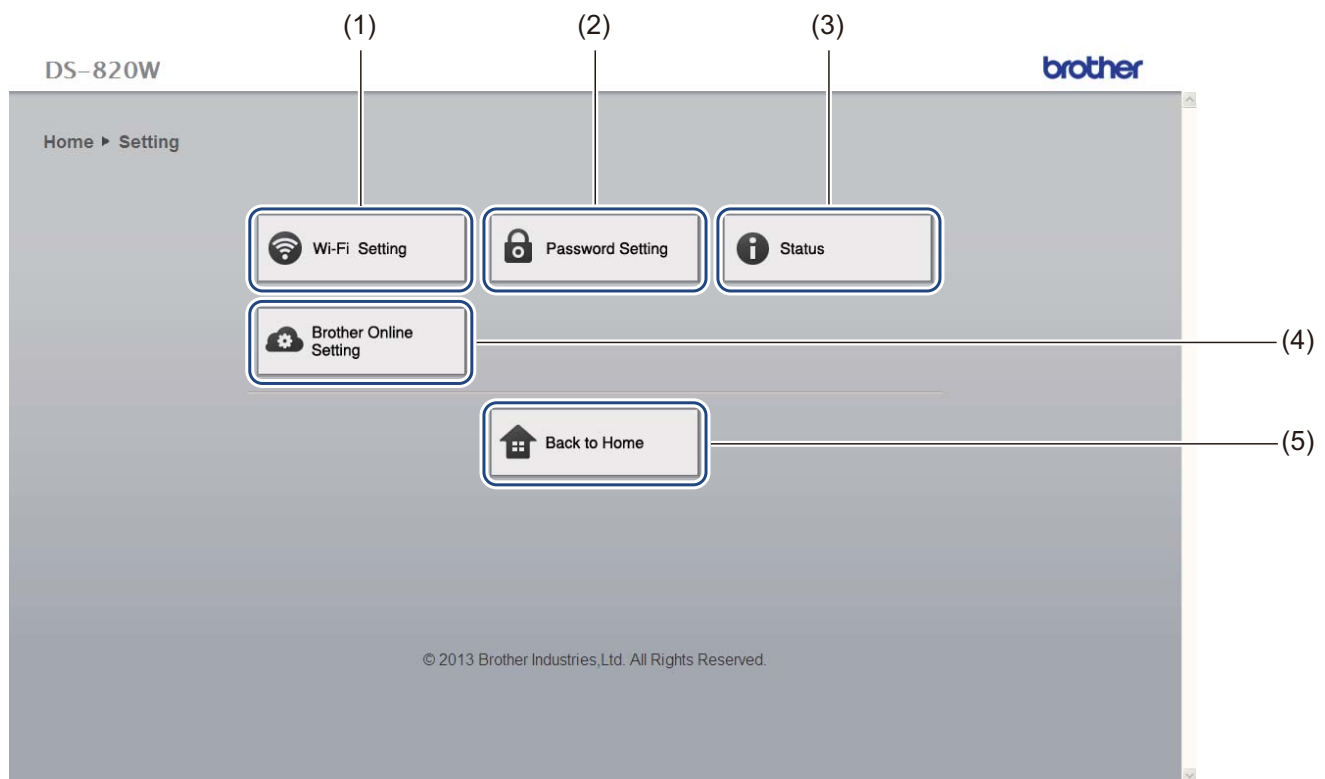 (1) (2) (3)
DS-820W brother
Home ▶ Setting
Wi-Fi Setting Password Setting Status
Brother Online
Setting
(4)
Back to Home
(5)
© 2013 Brother Industries,Ltd. All Rights Reserved.